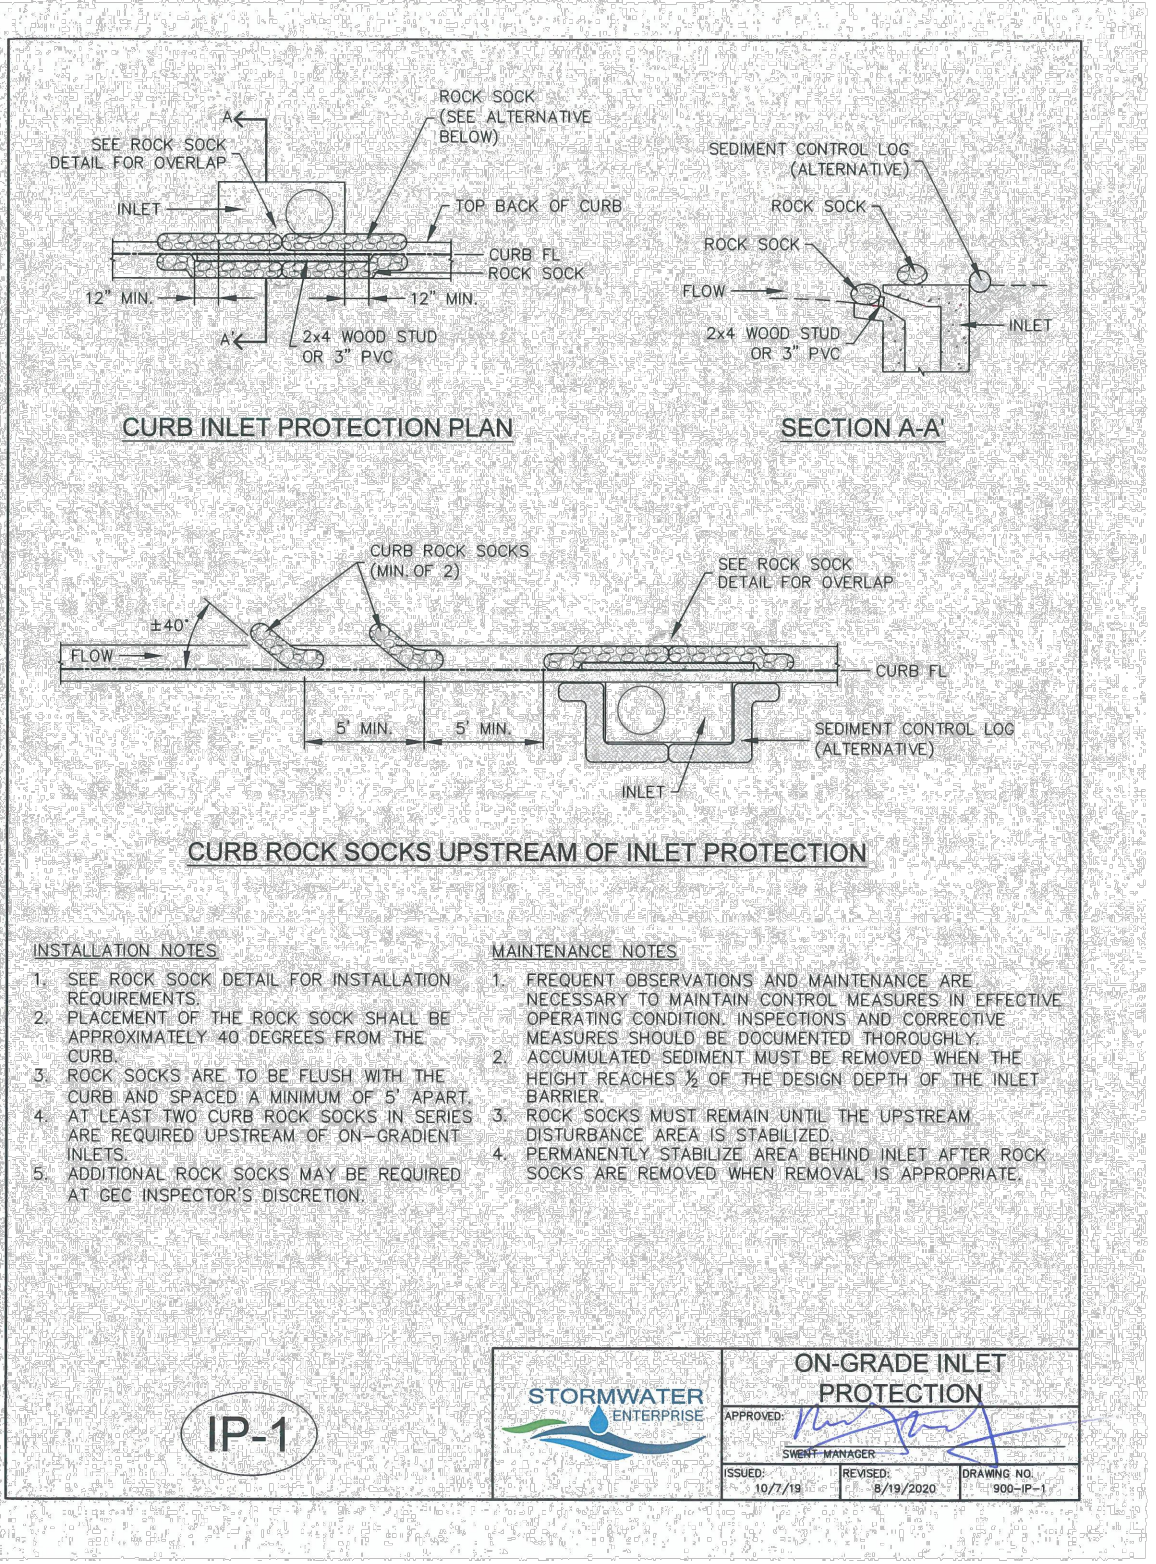 A
ROCK SOCK
(SEE ALTERNATIVE
BELOW)
SEE ROCK SOCK
DETAIL FOR OVERLAP
INLET
TOP BACK OF CURB
CURB FL
ROCK SOCK
12" MIN.
12" MIN.
A'
2x4 WOOD STUD
OR 3" PVC
CURB INLET PROTECTION PLAN
SEDIMENT CONTROL LOG
(ALTERNATIVE)
ROCK SOCK
ROCK SOCK
FLOW
2x4 WOOD STUD
OR 3" PVC
INLET
SECTION A-A'
CURB ROCK SOCKS
(MIN. OF 2)
SEE ROCK SOCK
DETAIL FOR OVERLAP
±40°
FLOW
CURB FL
5' MIN.
5' MIN.
SEDIMENT CONTROL LOG
(ALTERNATIVE)
INLET
CURB ROCK SOCKS UPSTREAM OF INLET PROTECTION
INSTALLATION NOTES
1. SEE ROCK SOCK DETAIL FOR INSTALLATION
REQUIREMENTS.
2. PLACEMENT OF THE ROCK SOCK SHALL BE
APPROXIMATELY 40 DEGREES FROM THE
CURB.
3. ROCK SOCKS ARE TO BE FLUSH WITH THE
CURB AND SPACED A MINIMUM OF 5' APART.
4. AT LEAST TWO CURB ROCK SOCKS IN SERIES
ARE REQUIRED UPSTREAM OF ON-GRADIENT
INLETS.
5. ADDITIONAL ROCK SOCKS MAY BE REQUIRED
AT GEC INSPECTOR'S DISCRETION.
MAINTENANCE NOTES
1. FREQUENT OBSERVATIONS AND MAINTENANCE ARE
NECESSARY TO MAINTAIN CONTROL MEASURES IN EFFECTIVE
OPERATING CONDITION. INSPECTIONS AND CORRECTIVE
MEASURES SHOULD BE DOCUMENTED THOROUGHLY.
2. ACCUMULATED SEDIMENT MUST BE REMOVED WHEN THE
HEIGHT REACHES ½ OF THE DESIGN DEPTH OF THE INLET
BARRIER.
3. ROCK SOCKS MUST REMAIN UNTIL THE UPSTREAM
DISTURBANCE AREA IS STABILIZED.
4. PERMANENTLY STABILIZE AREA BEHIND INLET AFTER ROCK
SOCKS ARE REMOVED WHEN REMOVAL IS APPROPRIATE.
IP-1
STORMWATER
ENTERPRISE
ON-GRADE INLET
PROTECTION
APPROVED:
SWENT MANAGER
ISSUED:
10/7/19
REVISED:
8/19/2020
DRAWING NO.
900-IP-1